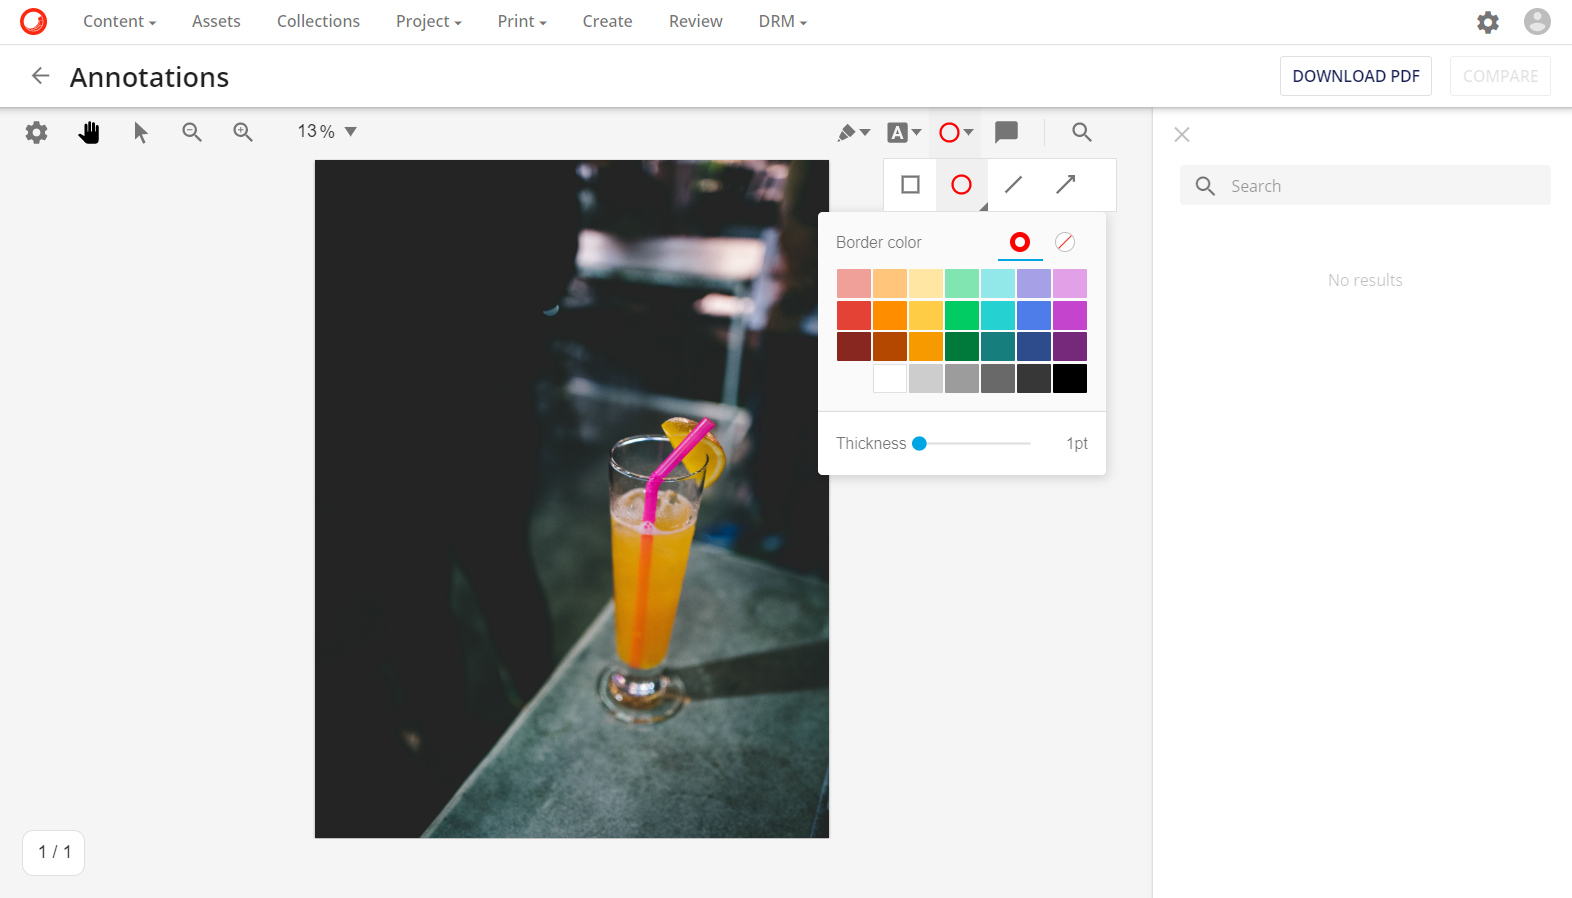 Content
Assets
Collections
Project
Print
Create
Review
DRM
Annotations
DOWNLOAD PDF
COMPARE
13 %
A
Search
Border color
No results
Thickness
1pt
1 / 1